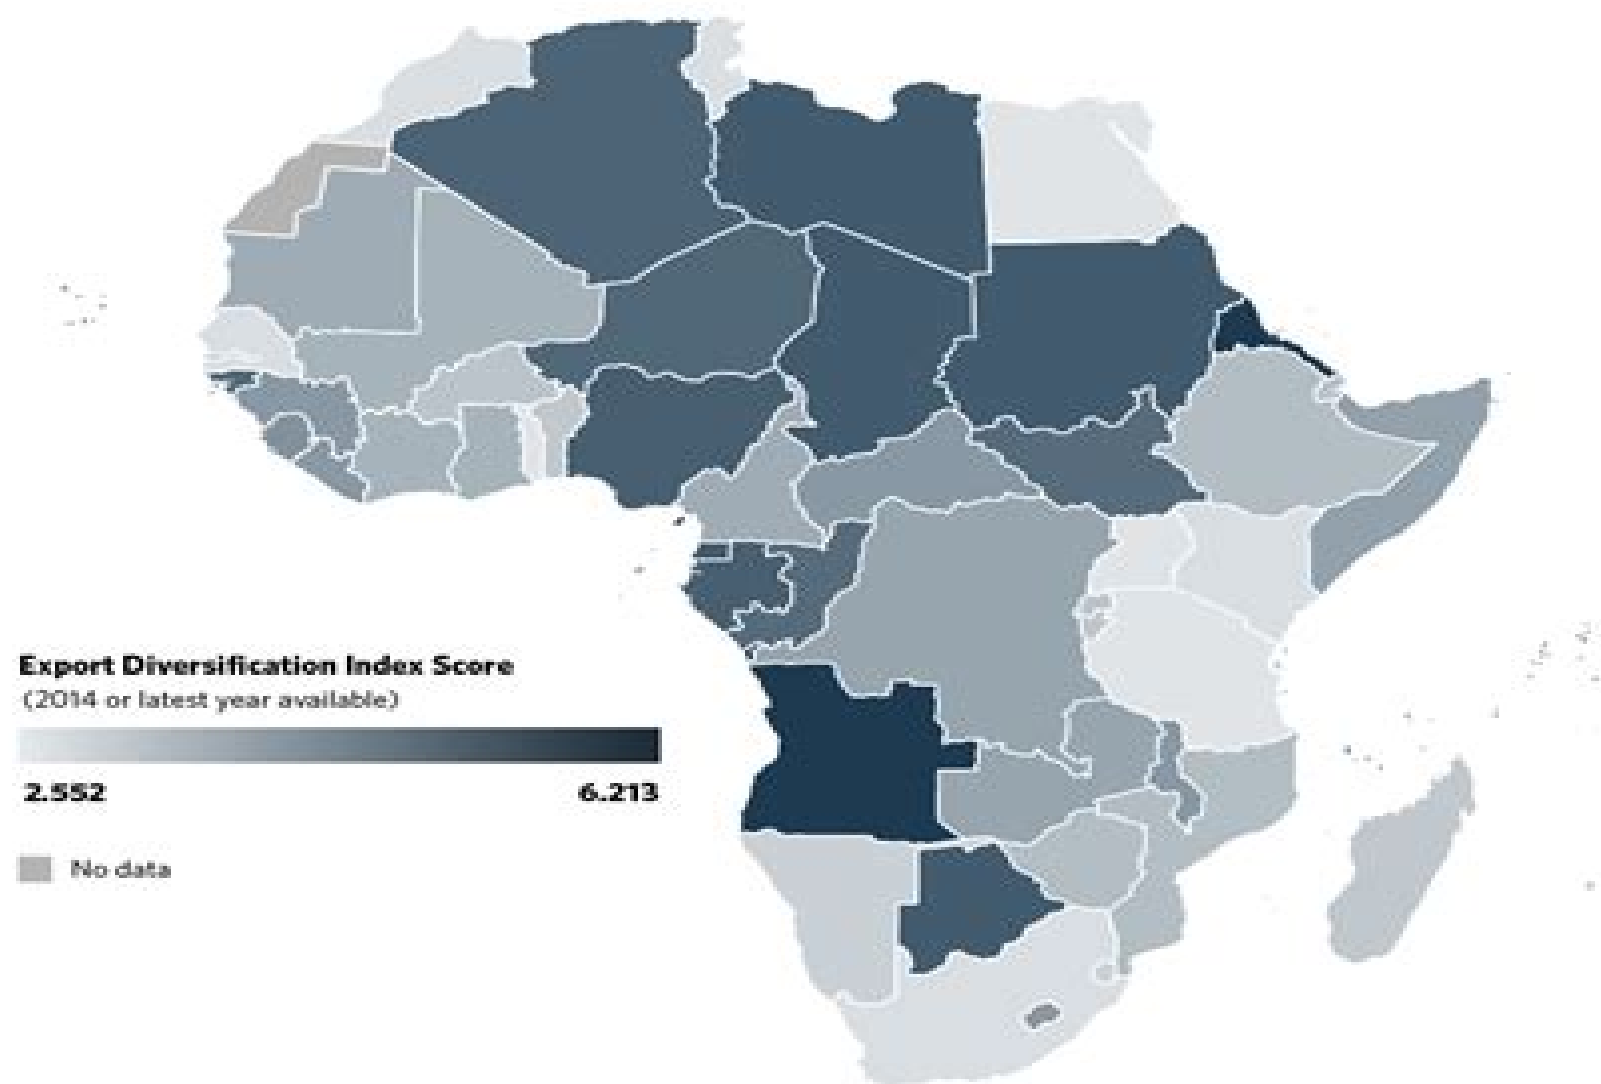 Export Diversification Index Score
(2014 or latest year available)
2.552 6.213
No data